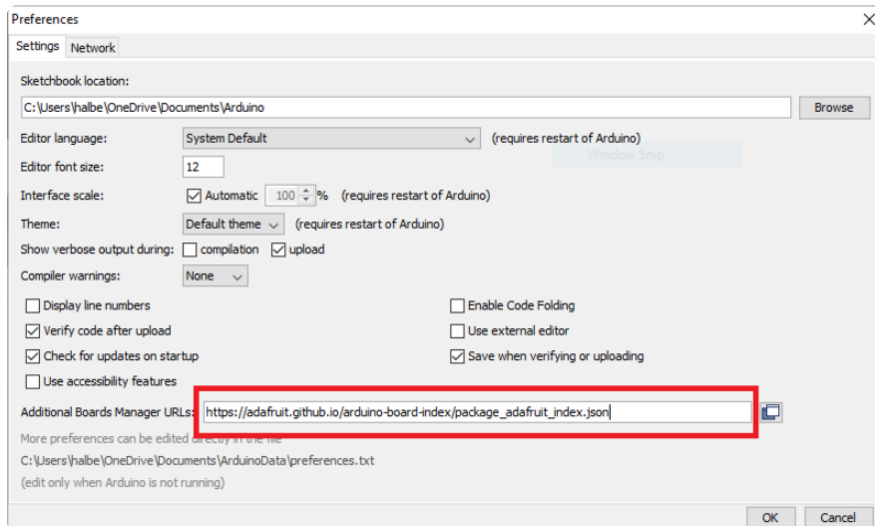 Preferences
Settings Network
Sketchbook location:
C:\Users\halbe\OneDrive\Documents\Arduino Browse
Editor language: System Default (requires restart of Arduino)
Window Snip
Editor font size: 12
Interface scale: Automatic 100 % (requires restart of Arduino)
Theme: Default theme (requires restart of Arduino)
Show verbose output during: compilation upload
Compiler warnings: None
Display line numbers Enable Code Folding
Verify code after upload Use external editor
Check for updates on startup Save when verifying or uploading
Use accessibility features
Additional Boards Manager URLs: https://adafruit.github.io/arduino-board-index/package_adafruit_index.json
More preferences can be edited directly in the file
C:\Users\halbe\OneDrive\Documents\ArduinoData\preferences.txt
(edit only when Arduino is not running)
OK Cancel